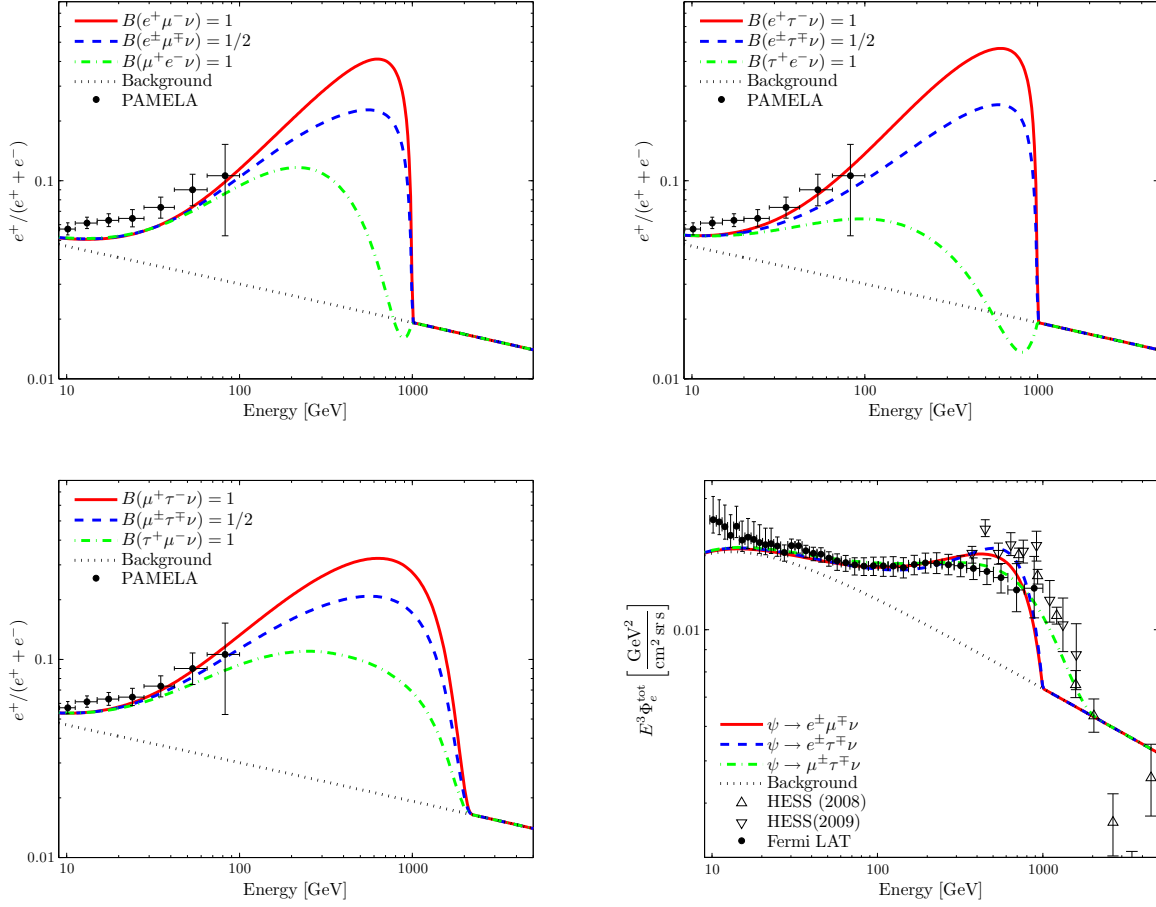 B(e⁺μ⁻ν) = 1
B(e±μ∓ν) = 1/2
B(μ⁺e⁻ν) = 1
Background
PAMELA
0.1
0.01
e⁺/(e⁺ + e⁻)
10 100 1000
Energy [GeV]
B(e⁺τ⁻ν) = 1
B(e±τ∓ν) = 1/2
B(τ⁺e⁻ν) = 1
Background
PAMELA
0.1
0.01
e⁺/(e⁺ + e⁻)
10 100 1000
Energy [GeV]
B(μ⁺τ⁻ν) = 1
B(μ±τ∓ν) = 1/2
B(τ⁺μ⁻ν) = 1
Background
PAMELA
0.1
0.01
e⁺/(e⁺ + e⁻)
10 100 1000
Energy [GeV]
0.01
E³Φₑᵗᵒᵗ [GeV²/cm² sr s]
ψ → e±μ∓ν
ψ → e±τ∓ν
ψ → μ±τ∓ν
Background
HESS (2008)
HESS(2009)
Fermi LAT
10 100 1000
Energy [GeV]